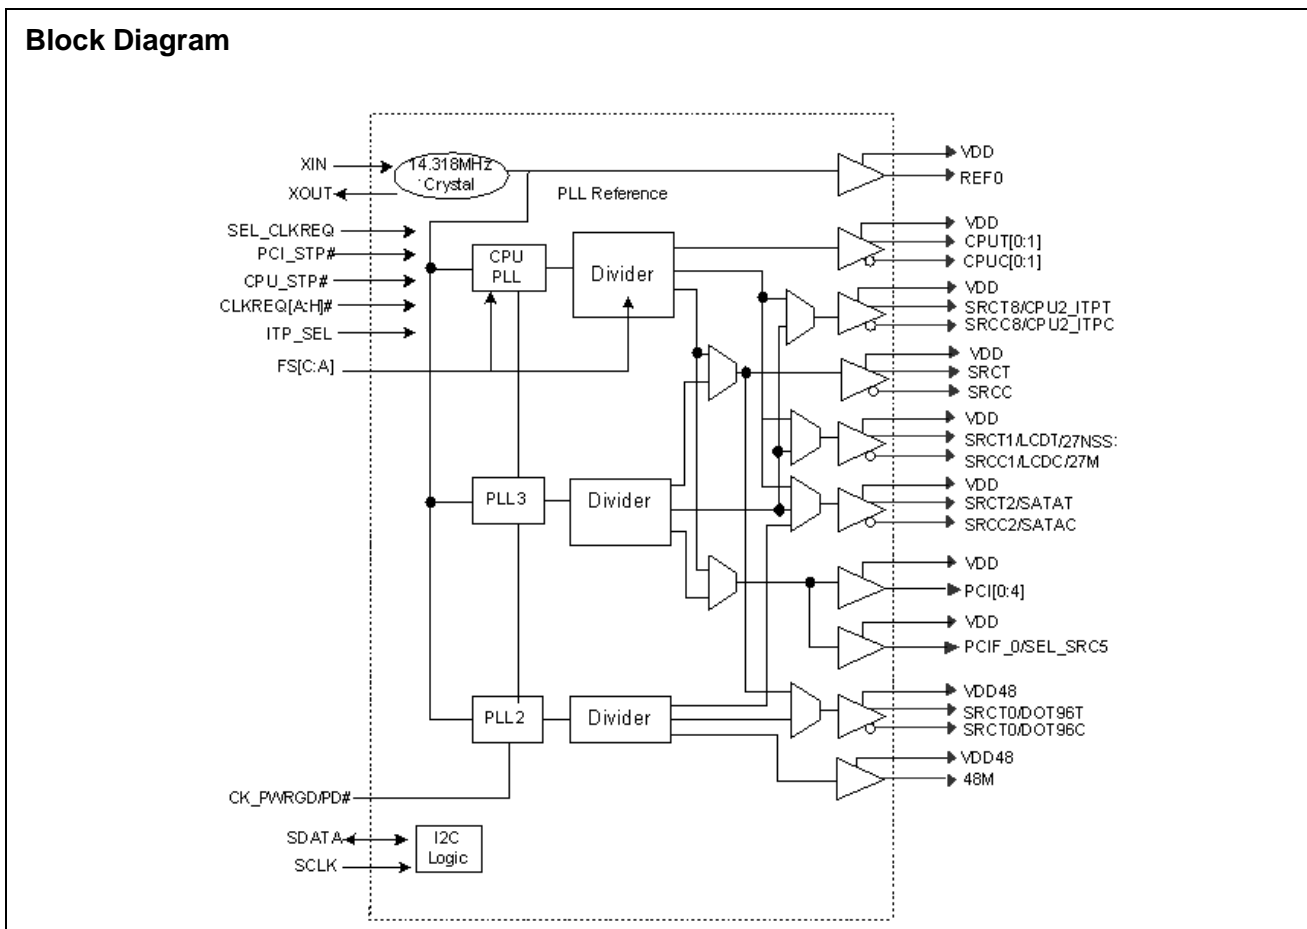 Block Diagram
XIN
14.318MHz
Crystal
XOUT
PLL Reference
VDD
REF0
SEL_CLKREQ
PCI_STP#
CPU_STP#
CLKREQ[A:H]#
ITP_SEL
FS[C:A]
CPU
PLL
Divider
VDD
CPUT[0:1]
CPUC[0:1]
VDD
SRCT8/CPU2_ITPT
SRCC8/CPU2_ITPC
VDD
SRCT
SRCC
VDD
SRCT1/LCDT/27NSS:
SRCC1/LCDC/27M
PLL3
Divider
VDD
SRCT2/SATAT
SRCC2/SATAC
VDD
PCI[0:4]
VDD
PCIF_0/SEL_SRC5
PLL2
Divider
VDD48
SRCT0/DOT96T
SRCT0/DOT96C
VDD48
48M
CK_PWRGD/PD#
SDATA
SCLK
I2C
Logic